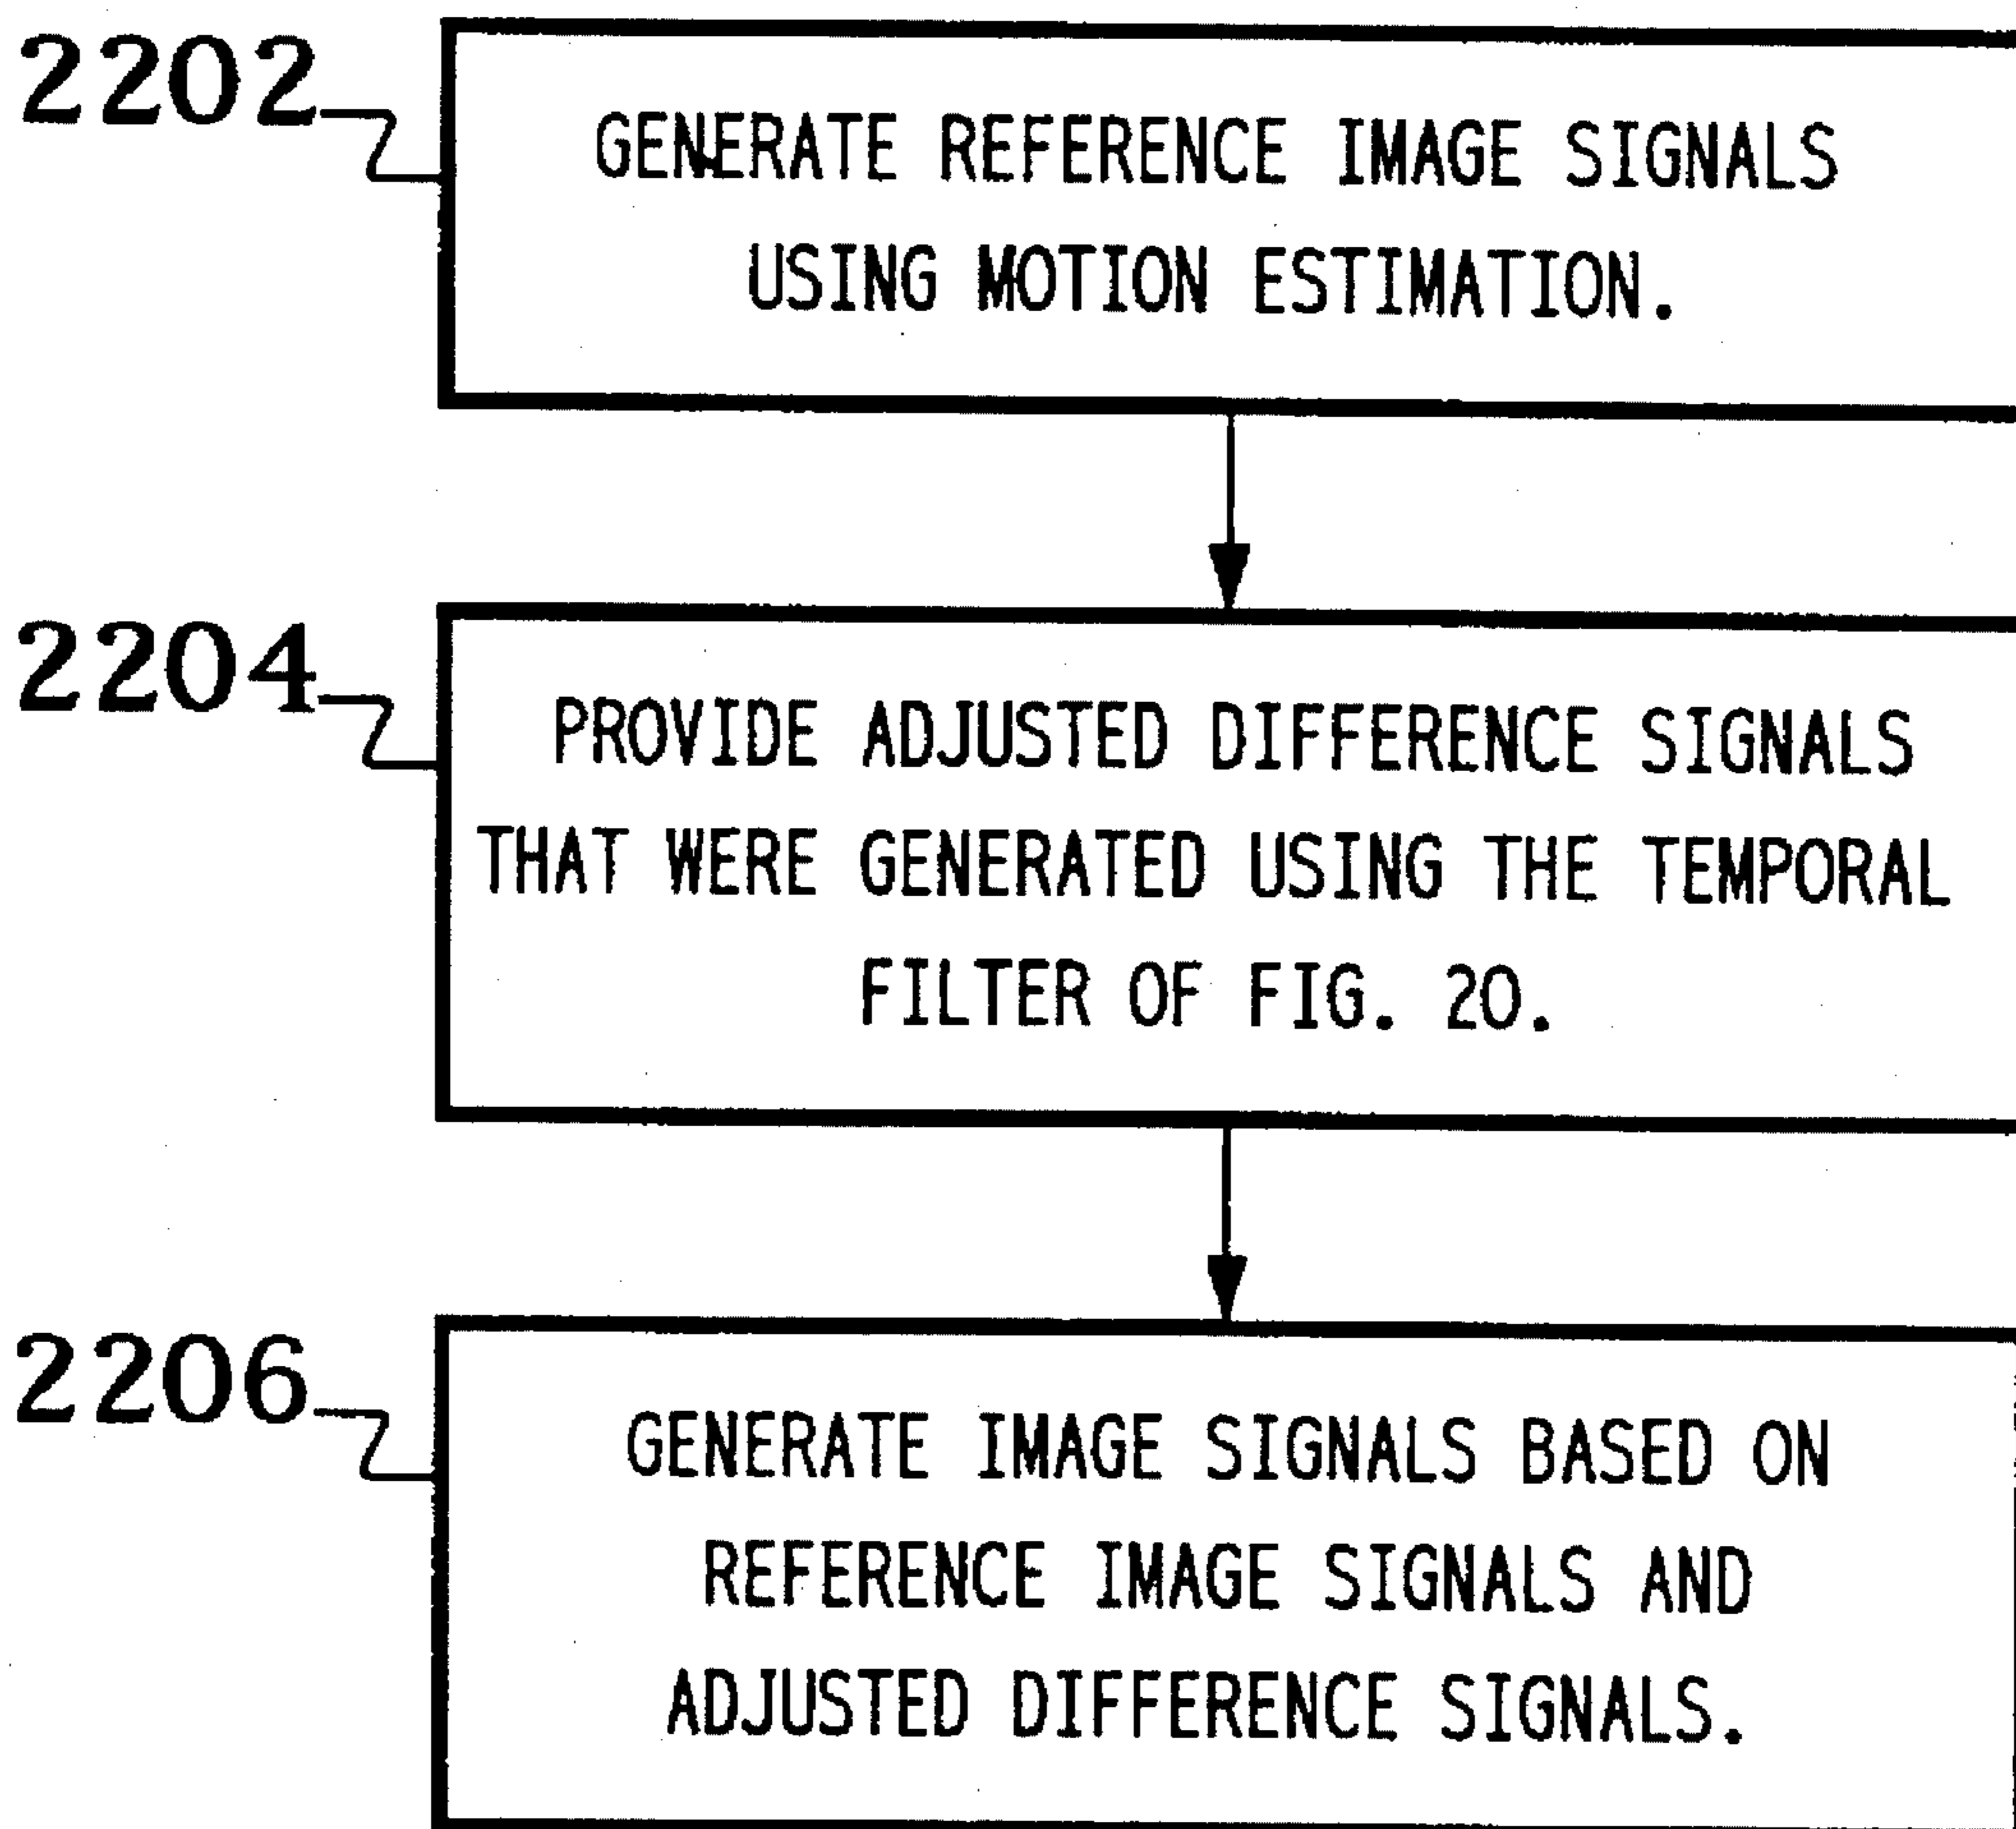 2202
GENERATE REFERENCE IMAGE SIGNALS
USING MOTION ESTIMATION.
2204
PROVIDE ADJUSTED DIFFERENCE SIGNALS
THAT WERE GENERATED USING THE TEMPORAL
FILTER OF FIG. 20.
2206
GENERATE IMAGE SIGNALS BASED ON
REFERENCE IMAGE SIGNALS AND
ADJUSTED DIFFERENCE SIGNALS.